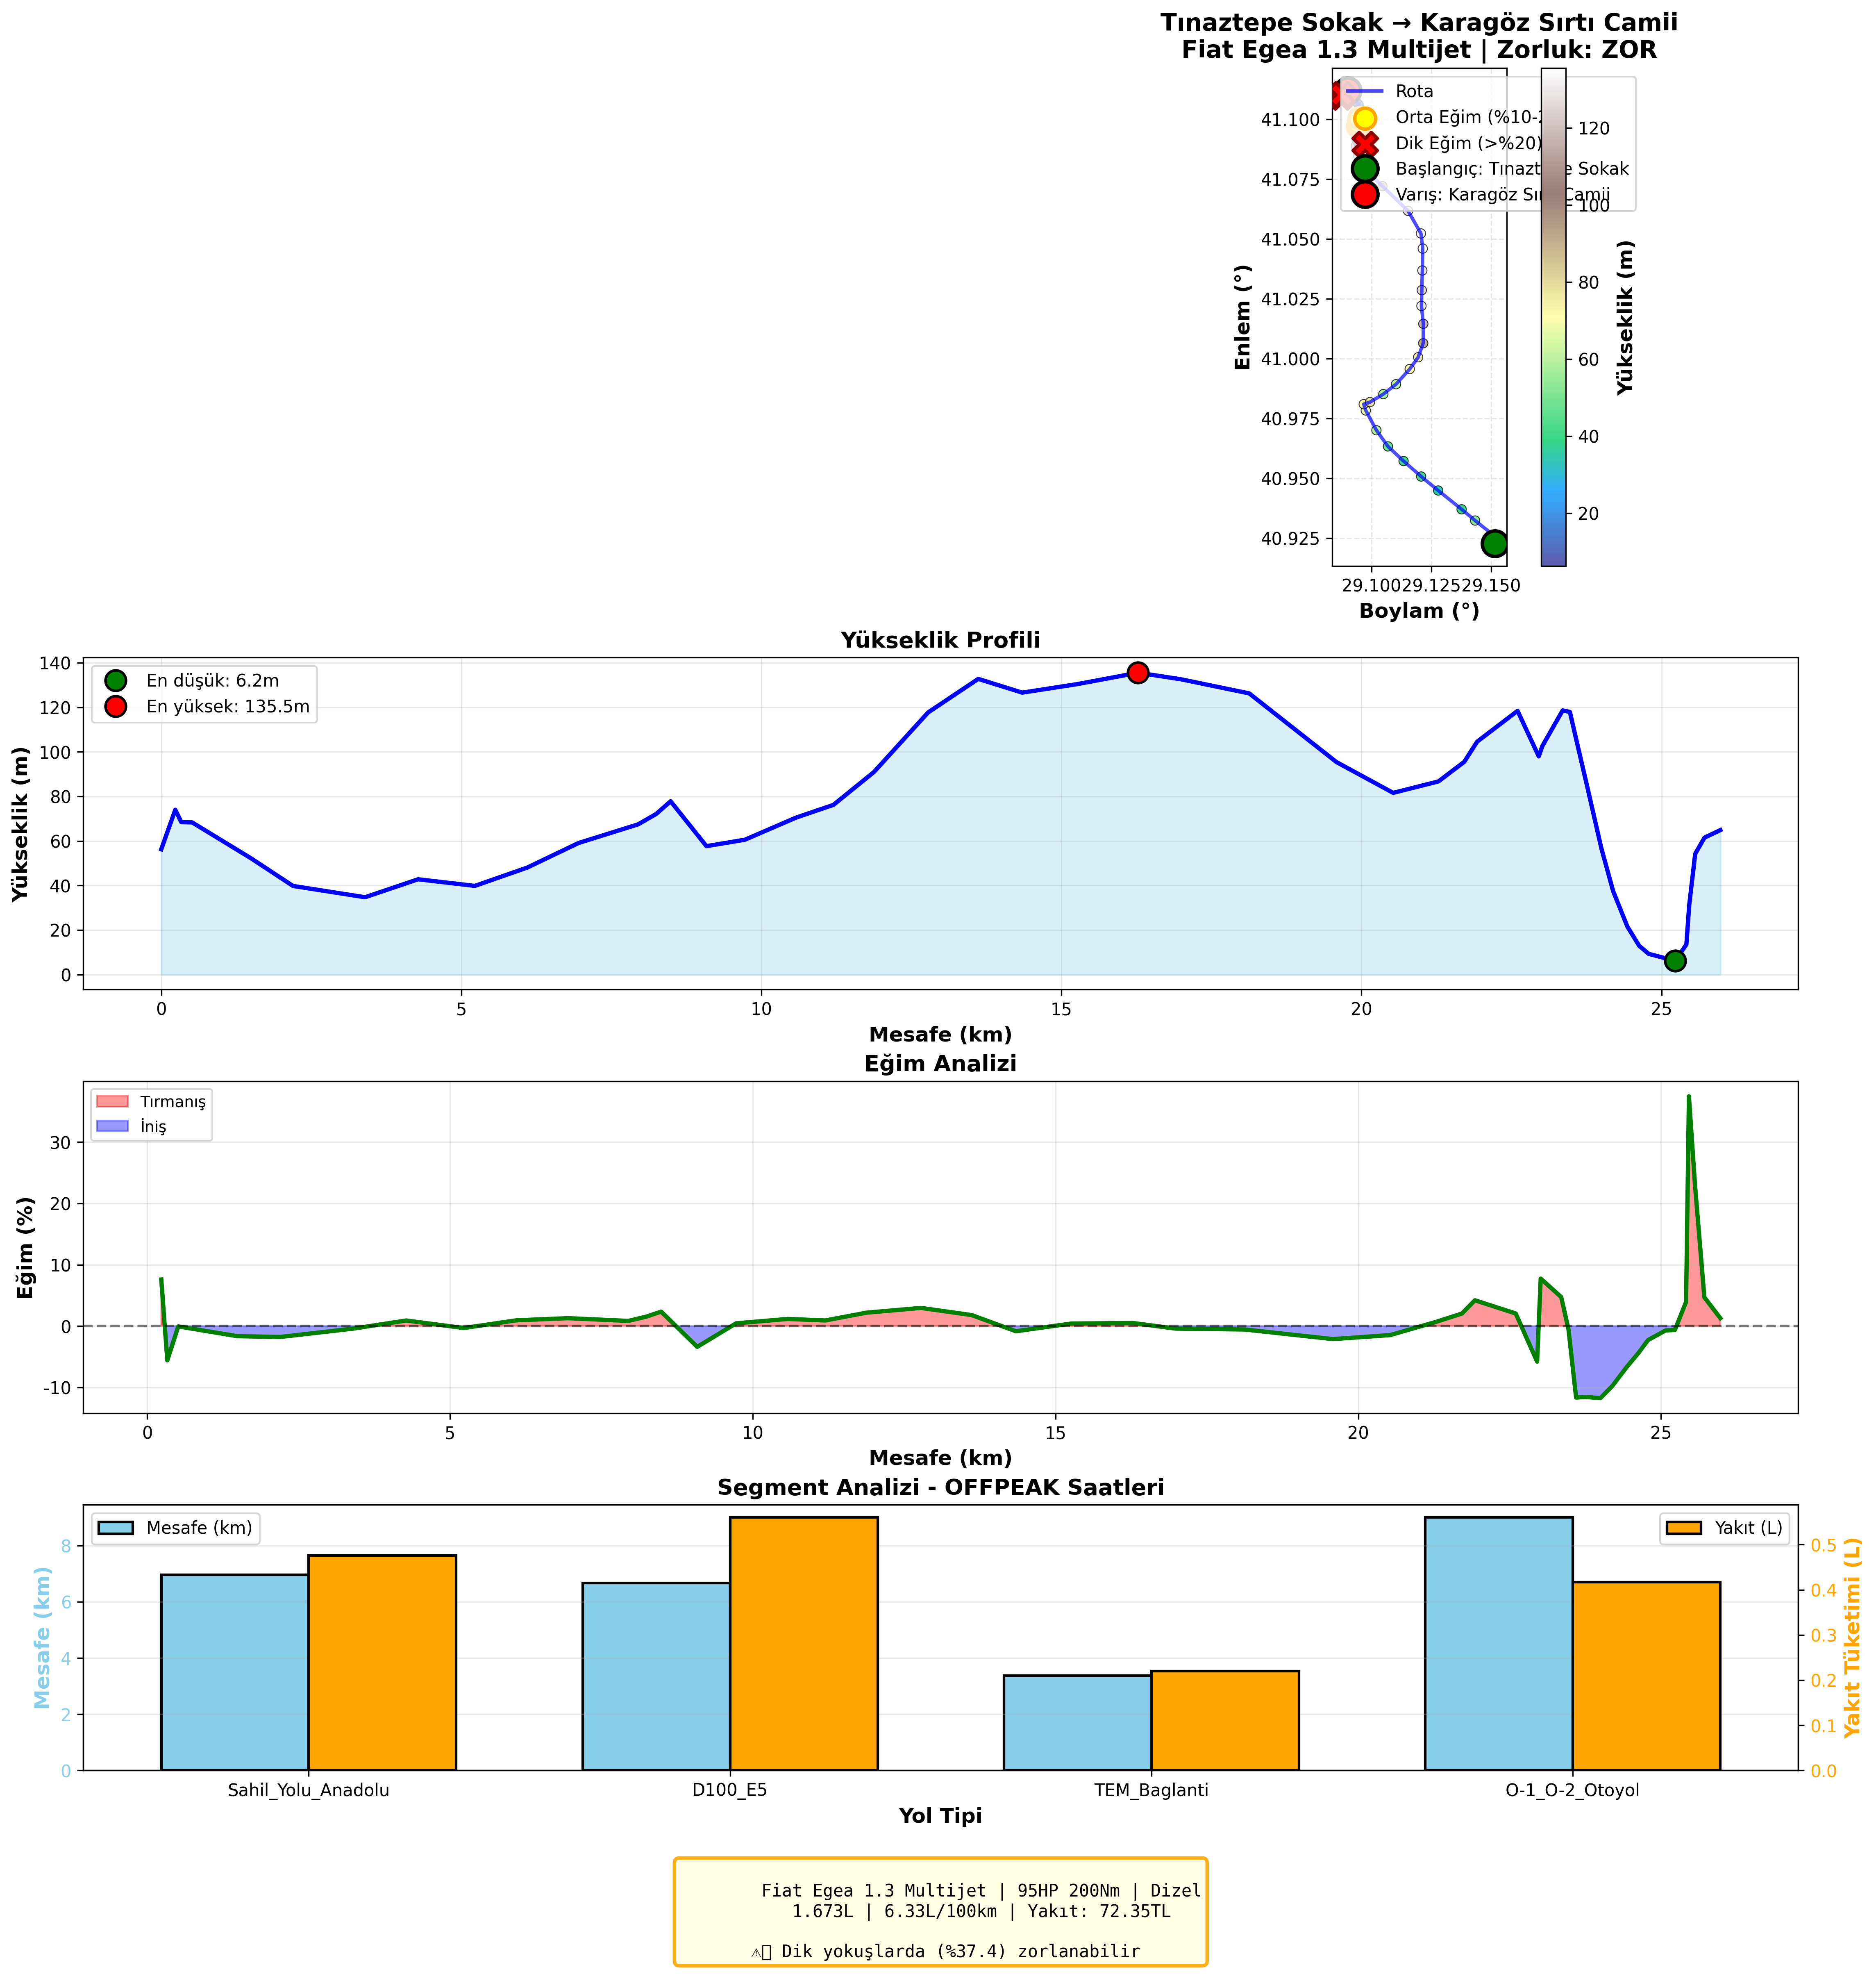 Tınaztepe Sokak → Karagöz Sırtı Camii
Fiat Egea 1.3 Multijet | Zorluk: ZOR
Rota
Orta Eğim (%10-
Dik Eğim (>%20)
Başlangıç: Tınazt e Sokak
Varış: Karagöz Sır Camii
41.100
41.075
41.050
41.025
41.000
40.975
40.950
40.925
Enlem (°)
29.100 29.125 29.150
Boylam (°)
120
100
80
60
40
20
Yükseklik (m)
Yükseklik Profili
En düşük: 6.2m
En yüksek: 135.5m
140
120
100
80
60
40
20
0
Yükseklik (m)
0 5 10 15 20 25
Mesafe (km)
Eğim Analizi
Tırmanış
İniş
30
20
10
0
-10
Eğim (%)
0 5 10 15 20 25
Mesafe (km)
Segment Analizi - OFFPEAK Saatleri
Mesafe (km)
Yakıt (L)
8
6
4
2
0
Mesafe (km)
0.5
0.4
0.3
0.2
0.1
0.0
Yakıt Tüketimi (L)
Sahil_Yolu_Anadolu D100_E5 TEM_Baglanti O-1_O-2_Otoyol
Yol Tipi
Fiat Egea 1.3 Multijet | 95HP 200Nm | Dizel
1.673L | 6.33L/100km | Yakıt: 72.35TL
⚠ Dik yokuşlarda (%37.4) zorlanabilir